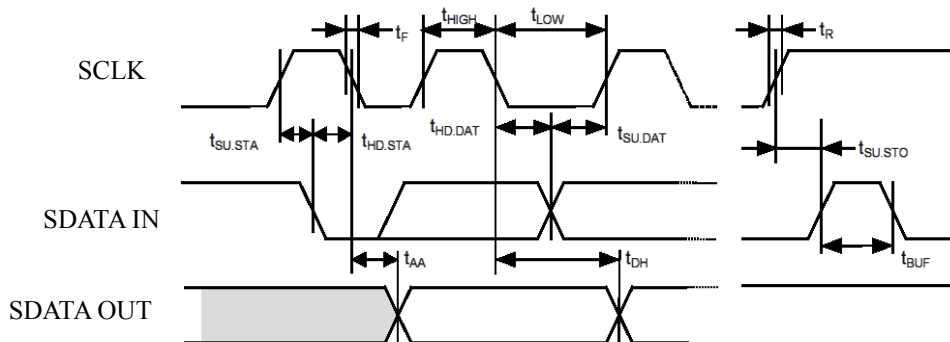 tF
tHIGH
tLOW
tR
SCLK
tSU.STA
tHD.STA
tHD.DAT
tSU.DAT
tSU.STO
SDATA IN
tAA
tDH
tBUF
SDATA OUT